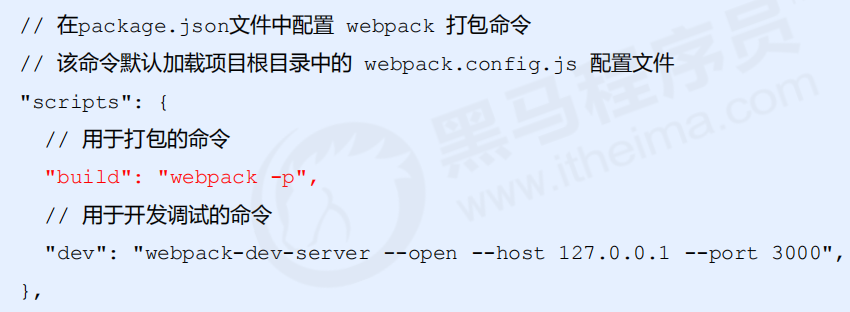 // 在package.json文件中配置 webpack 打包命令
// 该命令默认加载项目根目录中的 webpack.config.js 配置文件
"scripts": {
// 用于打包的命令
"build": "webpack -p",
// 用于开发调试的命令
"dev": "webpack-dev-server --open --host 127.0.0.1 --port 3000",
},
黑马程序员
www.itheima.com